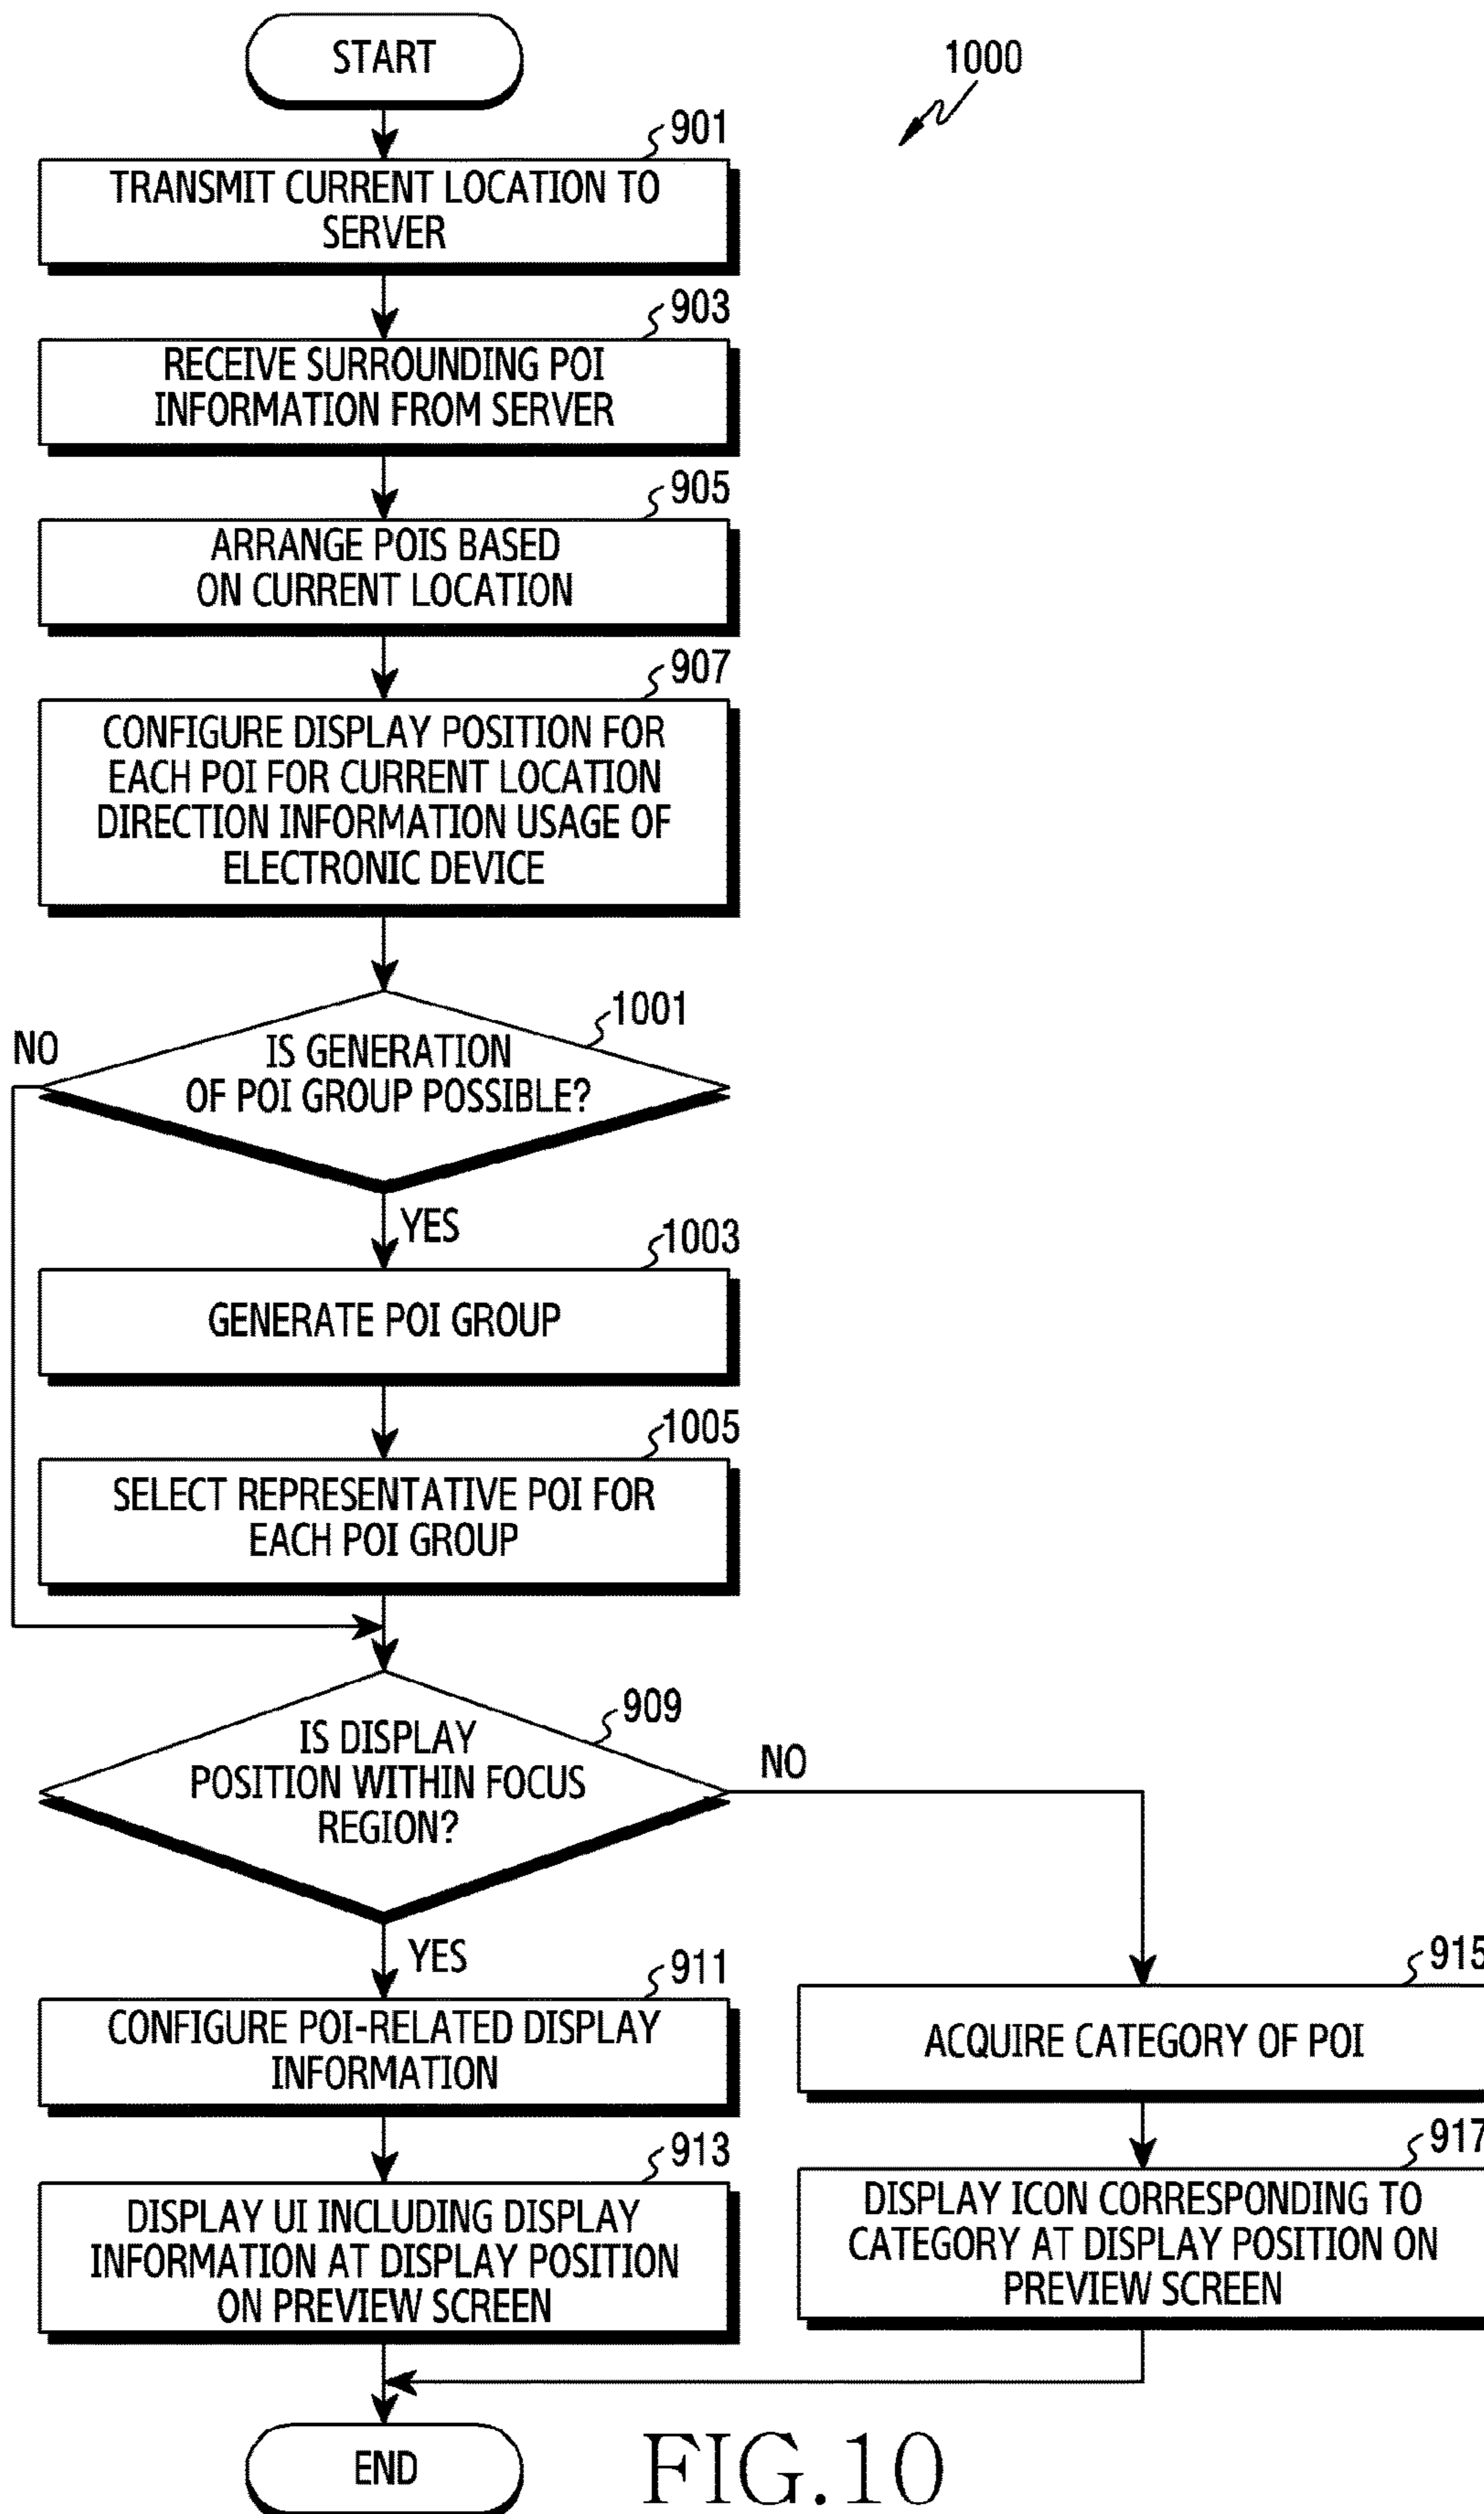 START
1000
901
TRANSMIT CURRENT LOCATION TO
SERVER
903
RECEIVE SURROUNDING POI
INFORMATION FROM SERVER
905
ARRANGE POIS BASED
ON CURRENT LOCATION
907
CONFIGURE DISPLAY POSITION FOR
EACH POI FOR CURRENT LOCATION
DIRECTION INFORMATION USAGE OF
ELECTRONIC DEVICE
1001
NO
IS GENERATION
OF POI GROUP POSSIBLE?
YES
1003
GENERATE POI GROUP
1005
SELECT REPRESENTATIVE POI FOR
EACH POI GROUP
909
IS DISPLAY
POSITION WITHIN FOCUS
REGION?
NO
YES
911
CONFIGURE POI-RELATED DISPLAY
INFORMATION
915
ACQUIRE CATEGORY OF POI
913
DISPLAY UI INCLUDING DISPLAY
INFORMATION AT DISPLAY POSITION
ON PREVIEW SCREEN
917
DISPLAY ICON CORRESPONDING TO
CATEGORY AT DISPLAY POSITION ON
PREVIEW SCREEN
END
FIG.10